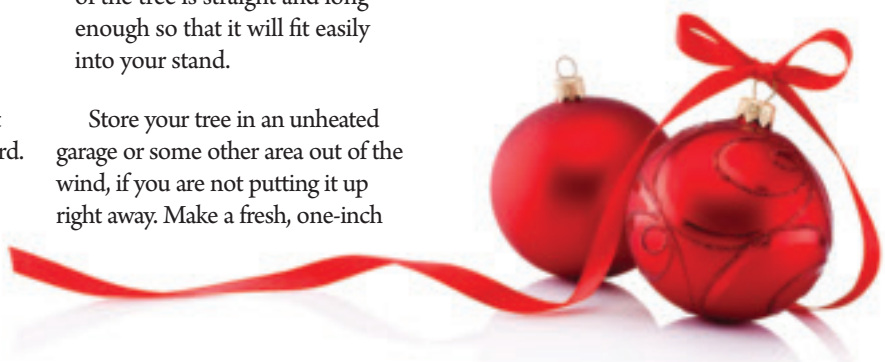 of the tree is straight and long
enough so that it will fit easily
into your stand.
rd.
Store your tree in an unheated
garage or some other area out of the
wind, if you are not putting it up
right away. Make a fresh, one-inch